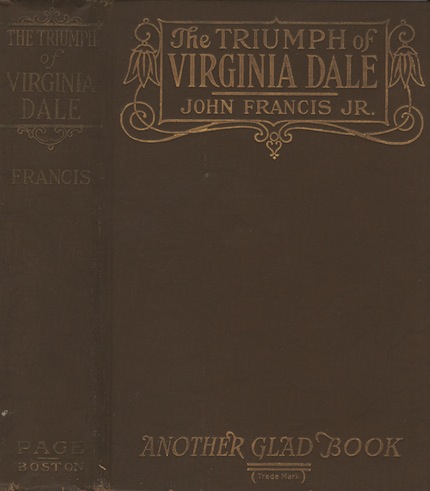 THE TRIUMPH
of
VIRGINIA
DALE
FRANCIS
PAGE
BOSTON
The TRIUMPH of
VIRGINIA DALE
JOHN FRANCIS JR.
ANOTHER GLAD BOOK
(Trade Mark)